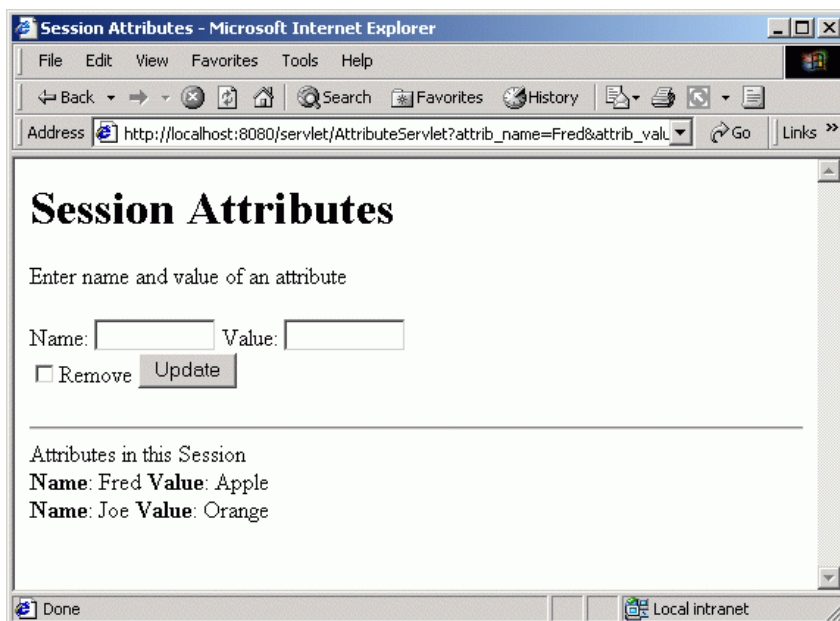 Session Attributes - Microsoft Internet Explorer
File Edit View Favorites Tools Help
Back Search Favorites History
Address http://localhost:8080/servlet/AttributeServlet?attrib_name=Fred&attrib_valu Go Links »
Session Attributes
Enter name and value of an attribute
Name: Value:
Remove Update
Attributes in this Session
Name: Fred Value: Apple
Name: Joe Value: Orange
Done Local intranet